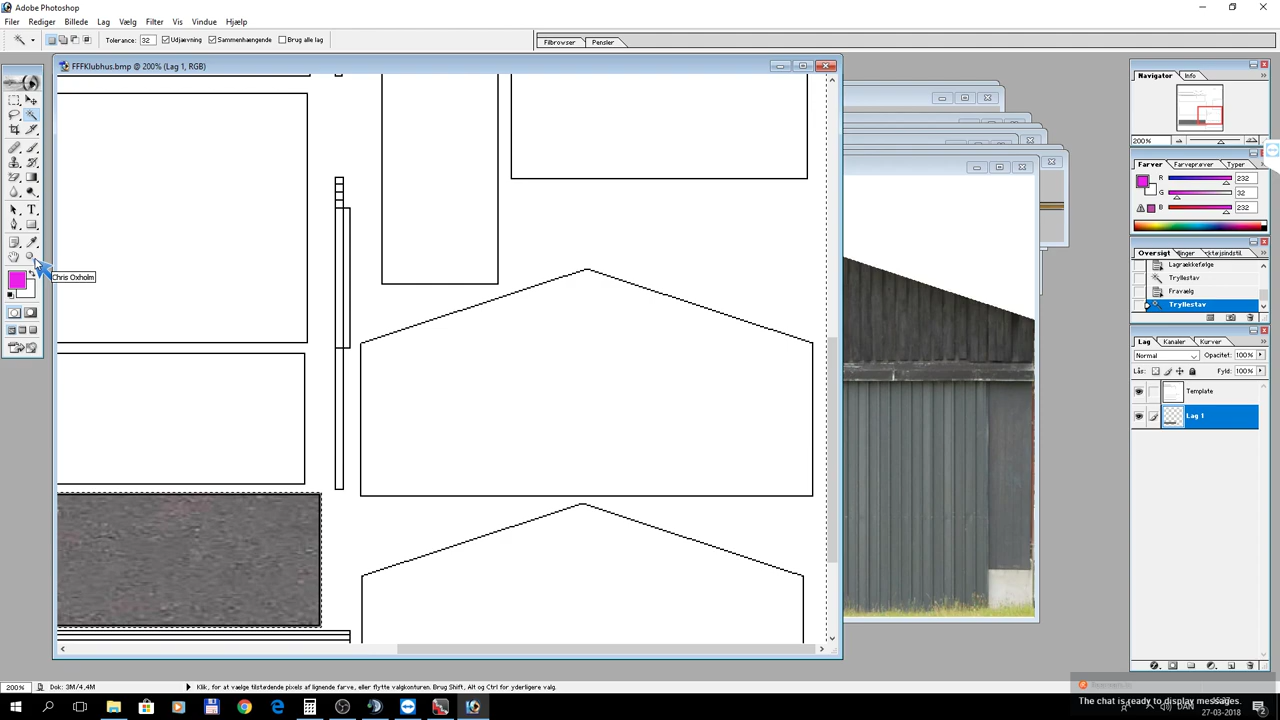 Adobe Photoshop
Filer Rediger Billede Lag Vælg Filter Vis Vindue Hjælp
Tolerance: 32 Udjævning Sammenhængende Brug alle lag
Filbrowser Pensler
FFFKlubhus.bmp @ 200% (Lag 1, RGB)
Navigator Info
200%
Farver Farveprøver Typer
R 232
G 32
B 232
Chris Oxholm
Oversigt
Lagrækkefølge
Tryllestav
Fravælg
Tryllestav
Lag Kanaler Kurver
Normal Opacitet: 100%
Lås: Fyld: 100%
Template
Lag 1
200% Dok: 3M/4,4M Klik, for at vælge tilstødende pixels af lignende farve, eller flytte valgkonturen. Brug Shift, Alt og Ctrl for yderligere valg.
The chat is ready to display messages.
DAN
27-03-2018
2